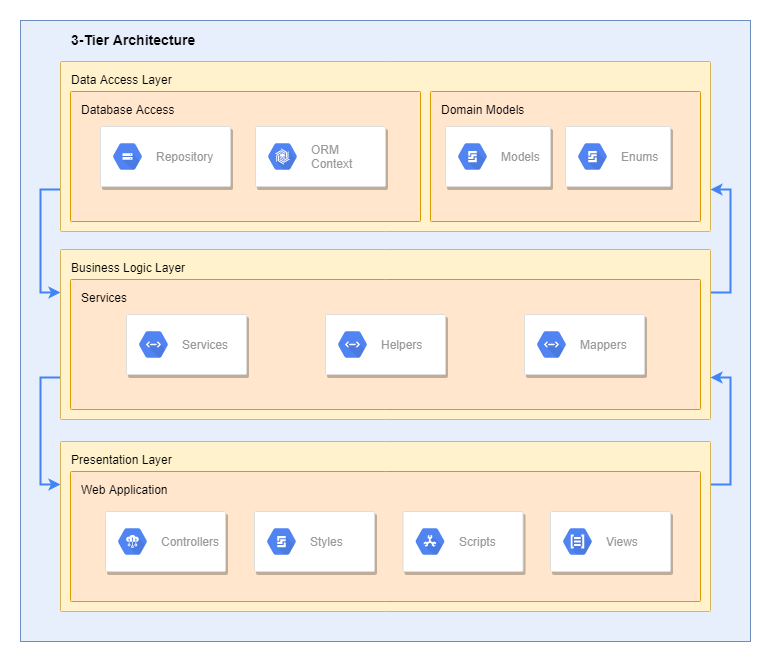 3-Tier Architecture
Data Access Layer
Database Access
Domain Models
Repository
ORM
Context
Models
Enums
Business Logic Layer
Services
Services
Helpers
Mappers
Presentation Layer
Web Application
Controllers
Styles
Scripts
Views